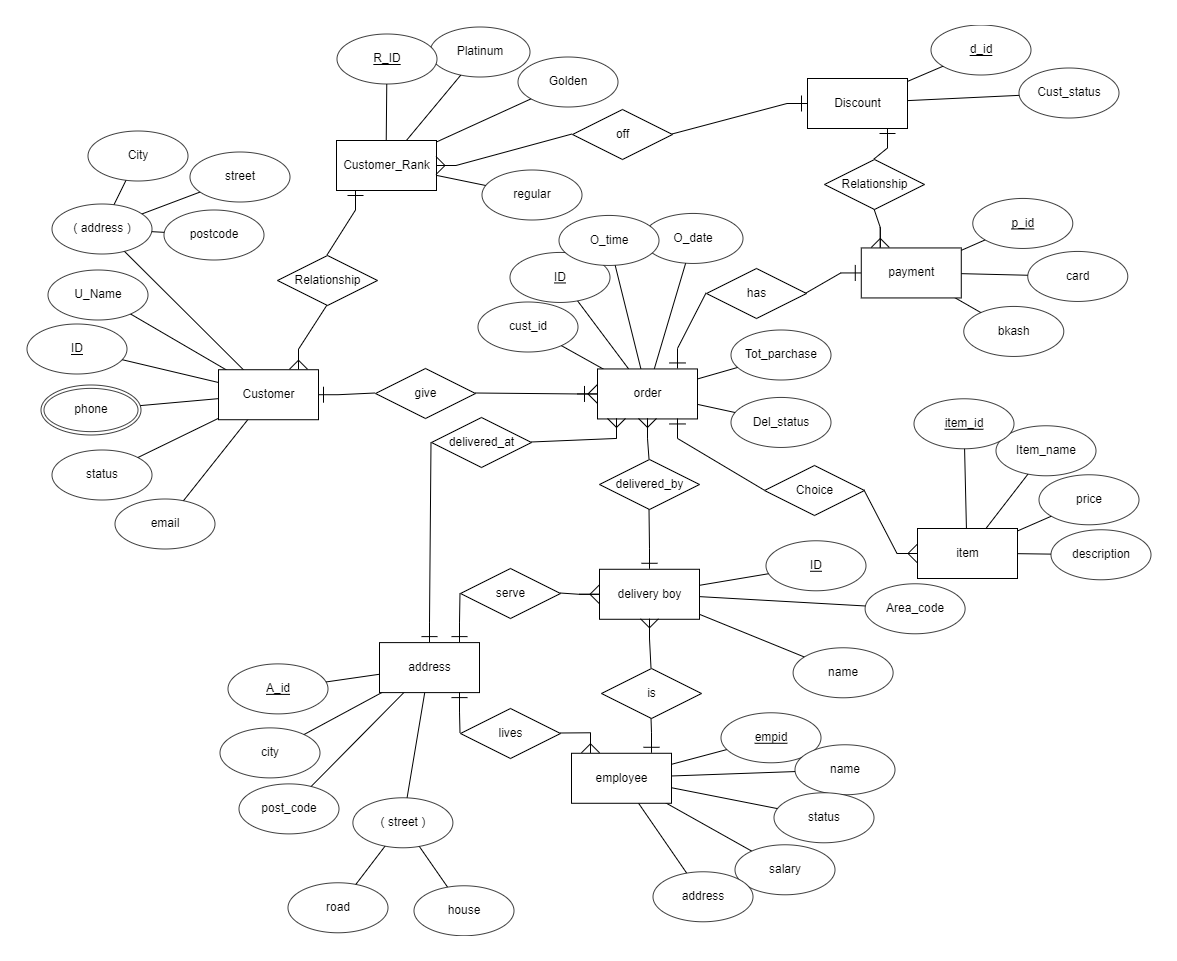 R_ID
Platinum
Golden
d_id
Cust_status
Discount
off
Customer_Rank
regular
City
street
( address )
postcode
Relationship
p_id
O_time
O_date
ID
payment
card
bkash
has
Relationship
U_Name
ID
cust_id
phone
Customer
give
order
Tot_parchase
Del_status
status
email
delivered_at
delivered_by
Choice
item_id
Item_name
price
description
item
serve
delivery boy
ID
Area_code
name
address
A_id
city
post_code
( street )
road
house
lives
is
employee
empid
name
status
salary
address